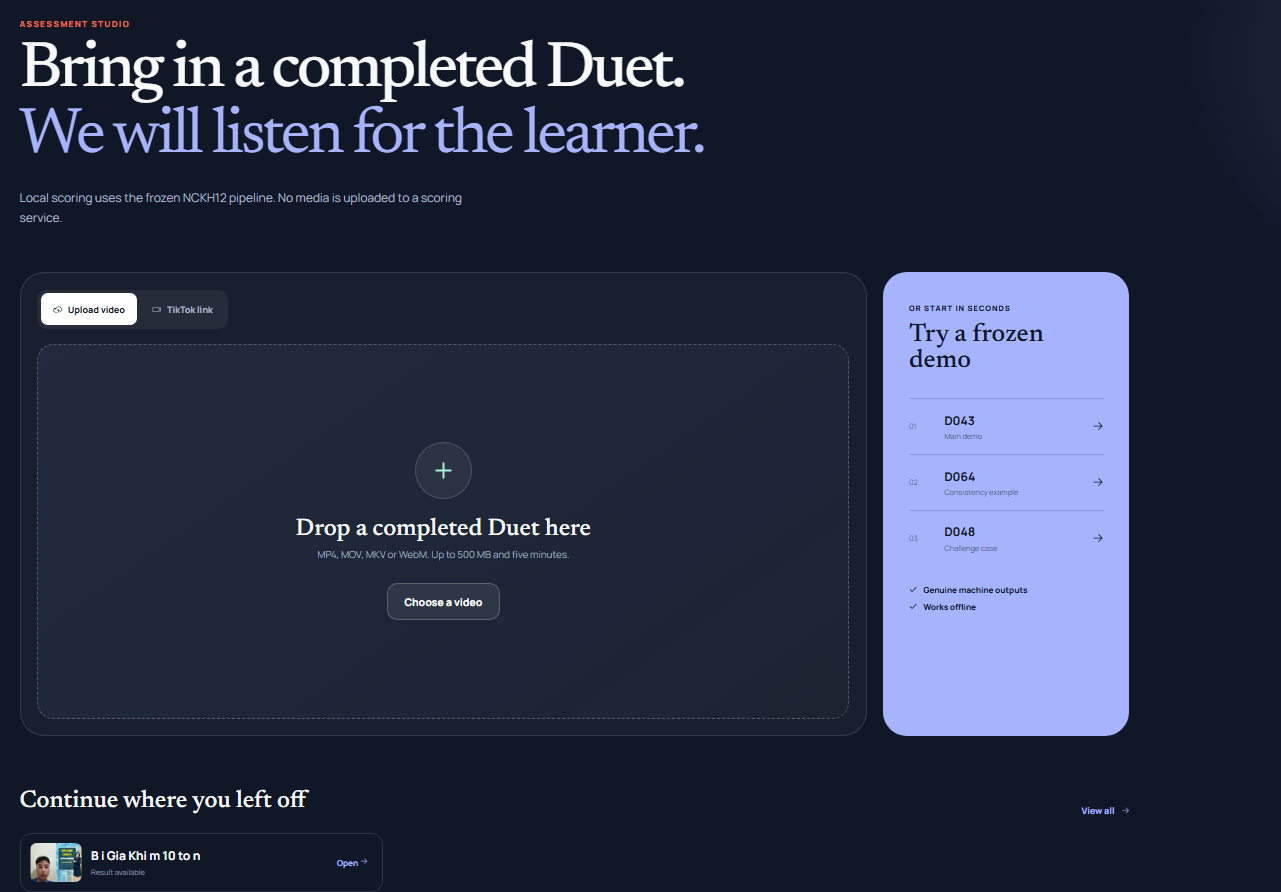 ASSESSMENT STUDIO
Bring in a completed Duet.
We will listen for the learner.
Local scoring uses the frozen NCKH12 pipeline. No media is uploaded to a scoring
service.
Upload video
TikTok link
Drop a completed Duet here
MP4, MOV, MKV or WebM. Up to 500 MB and five minutes.
Choose a video
OR START IN SECONDS
Try a frozen
demo
01
D043
Main demo
→
02
D064
Consistency example
→
03
D048
Challenge case
→
✓ Genuine machine outputs
✓ Works offline
Continue where you left off
View all →
B i Gia Khi m 10 to n
Result available
Open →